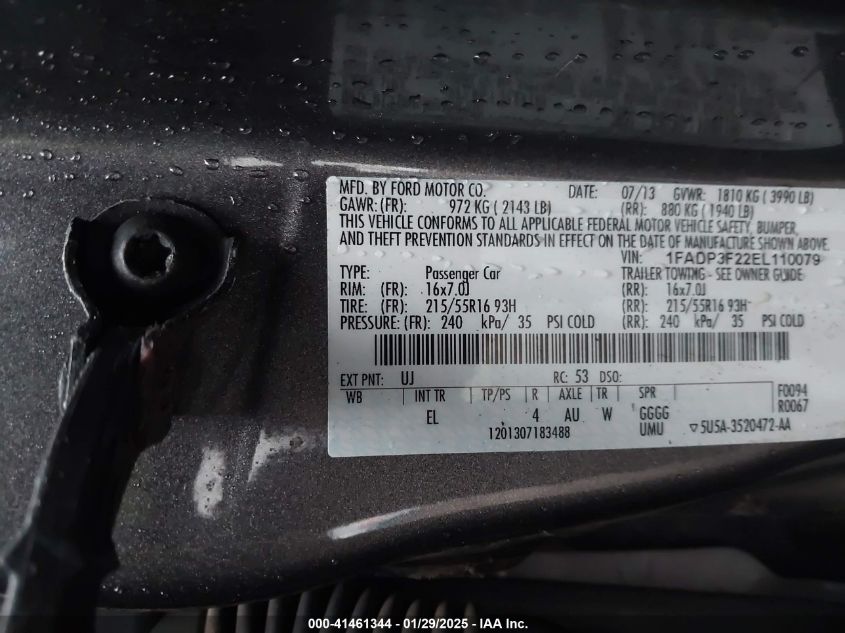 MFD. BY FORD MOTOR CO. DATE: 07/13 GVWR: 1810 KG ( 3990 LB)
GAWR: (FR): 972 KG ( 2143 LB) (RR): 880 KG ( 1940 LB)
THIS VEHICLE CONFORMS TO ALL APPLICABLE FEDERAL MOTOR VEHICLE SAFETY, BUMPER,
AND THEFT PREVENTION STANDARDS IN EFFECT ON THE DATE OF MANUFACTURE SHOWN ABOVE.
VIN: 1FADP3F22EL110079
TYPE: Passenger Car TRAILER TOWING - SEE OWNER GUIDE
RIM: (FR): 16x7.0J (RR): 16x7.0J
TIRE: (FR): 215/55R16 93H (RR): 215/55R16 93H
PRESSURE: (FR): 240 kPa/ 35 PSI COLD (RR): 240 kPa/ 35 PSI COLD
EXT PNT: UJ RC: 53 DSO:
WB INT TR TP/PS R AXLE TR SPR F0094
R0067
EL 4 AU W GGGG
1201307183488 UMU ▽5U5A-3520472-AA
000-41461344 — 01/29/2025 - IAA Inc.